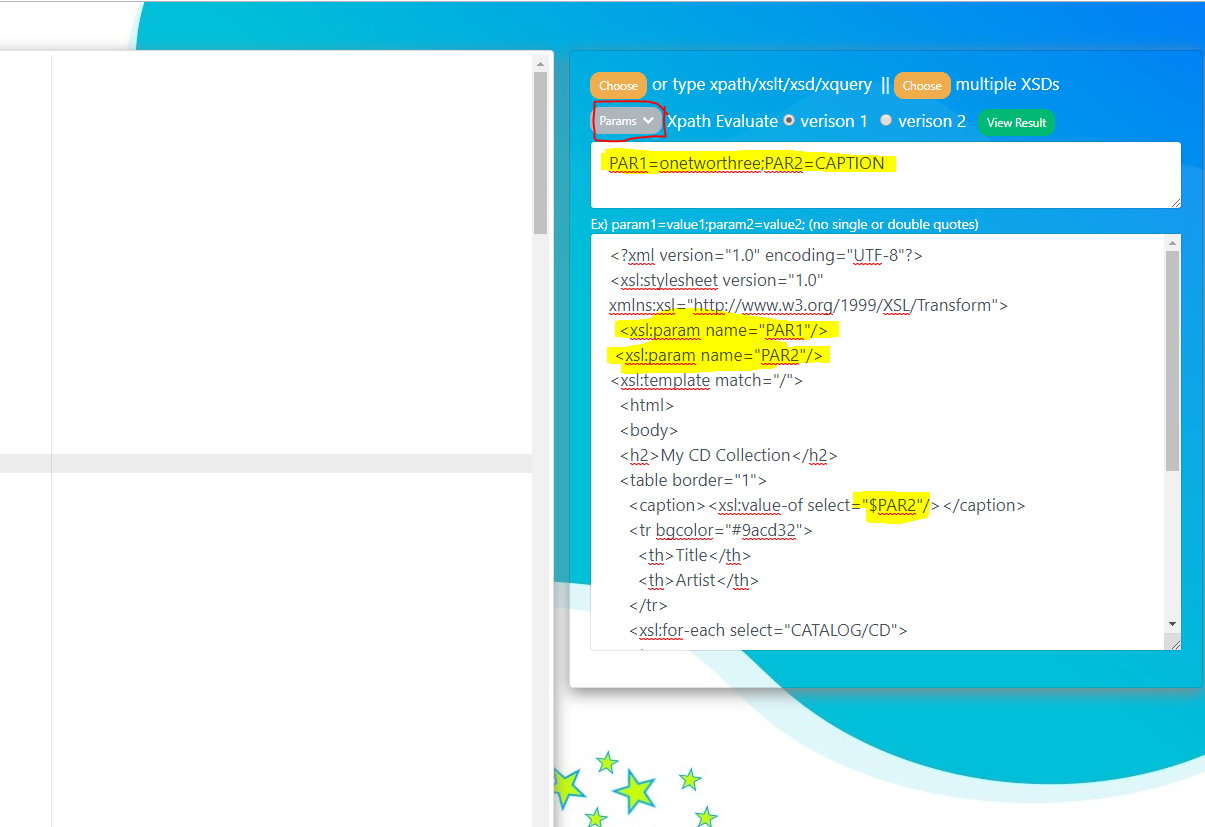 Choose or type xpath/xslt/xsd/xquery || Choose multiple XSDs
Params Xpath Evaluate verison 1 verison 2 View Result
PAR1=onetworthree;PAR2=CAPTION
Ex) param1=value1;param2=value2; (no single or double quotes)
<?xml version="1.0" encoding="UTF-8"?>
<xsl:stylesheet version="1.0"
xmlns:xsl="http://www.w3.org/1999/XSL/Transform">
<xsl:param name="PAR1"/>
<xsl:param name="PAR2"/>
<xsl:template match="/">
<html>
<body>
<h2>My CD Collection</h2>
<table border="1">
<caption><xsl:value-of select="$PAR2"/></caption>
<tr bgcolor="#9acd32">
<th>Title</th>
<th>Artist</th>
</tr>
<xsl:for-each select="CATALOG/CD">